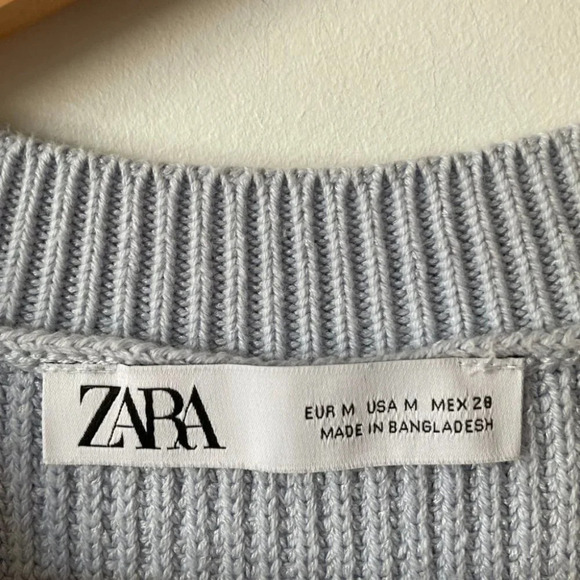 ZARA
EUR M USA M MEX 28
MADE IN BANGLADESH